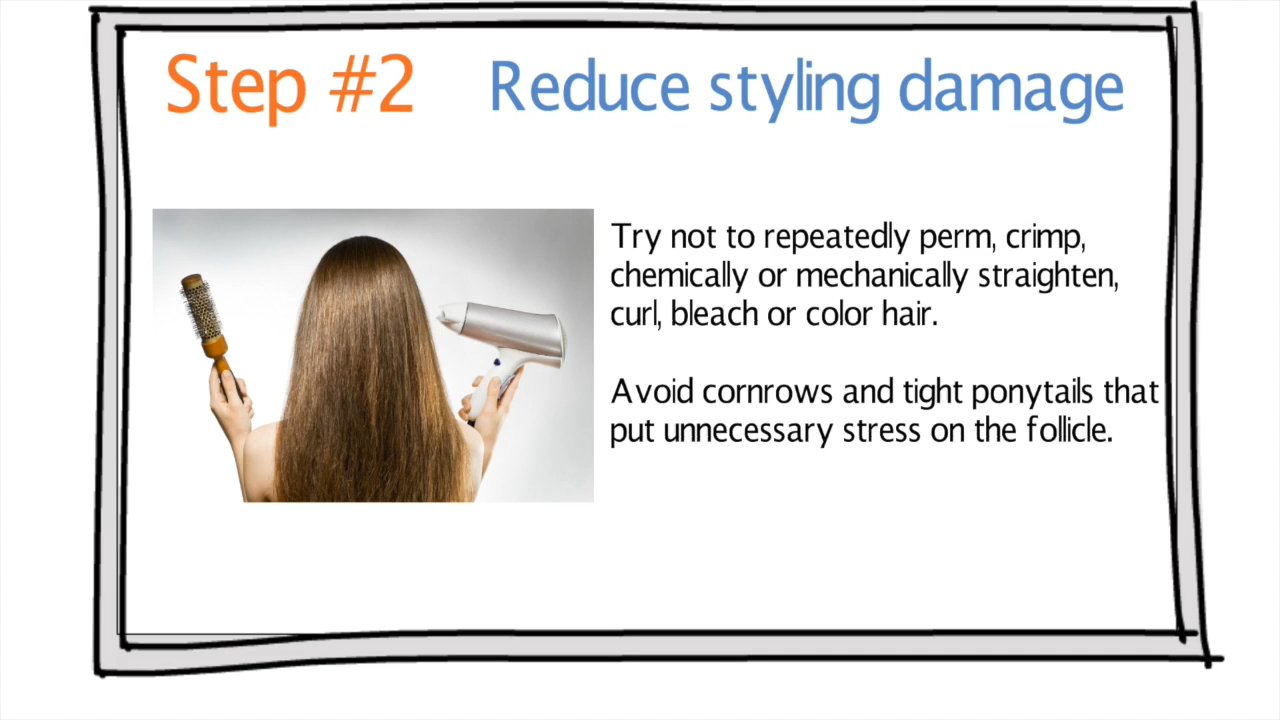 Step #2 Reduce styling damage
Try not to repeatedly perm, crimp,
chemically or mechanically straighten,
curl, bleach or color hair.
Avoid cornrows and tight ponytails that
put unnecessary stress on the follicle.